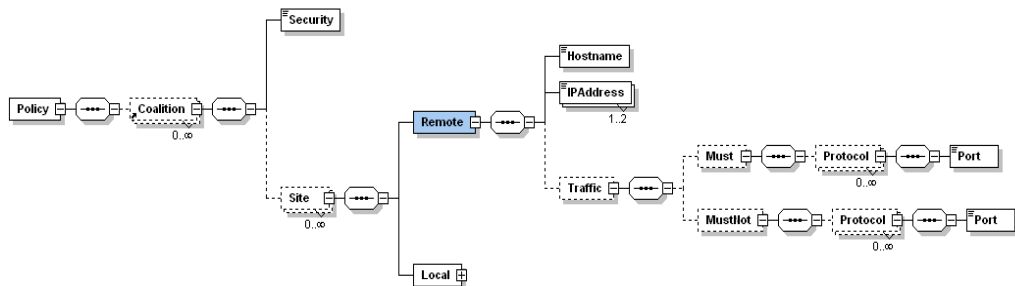 Security
Hostname
Policy
Coalition
0..∞
IPAddress
1..2
Remote
Must
Protocol
Port
0..∞
Traffic
Site
0..∞
MustNot
Protocol
Port
0..∞
Local